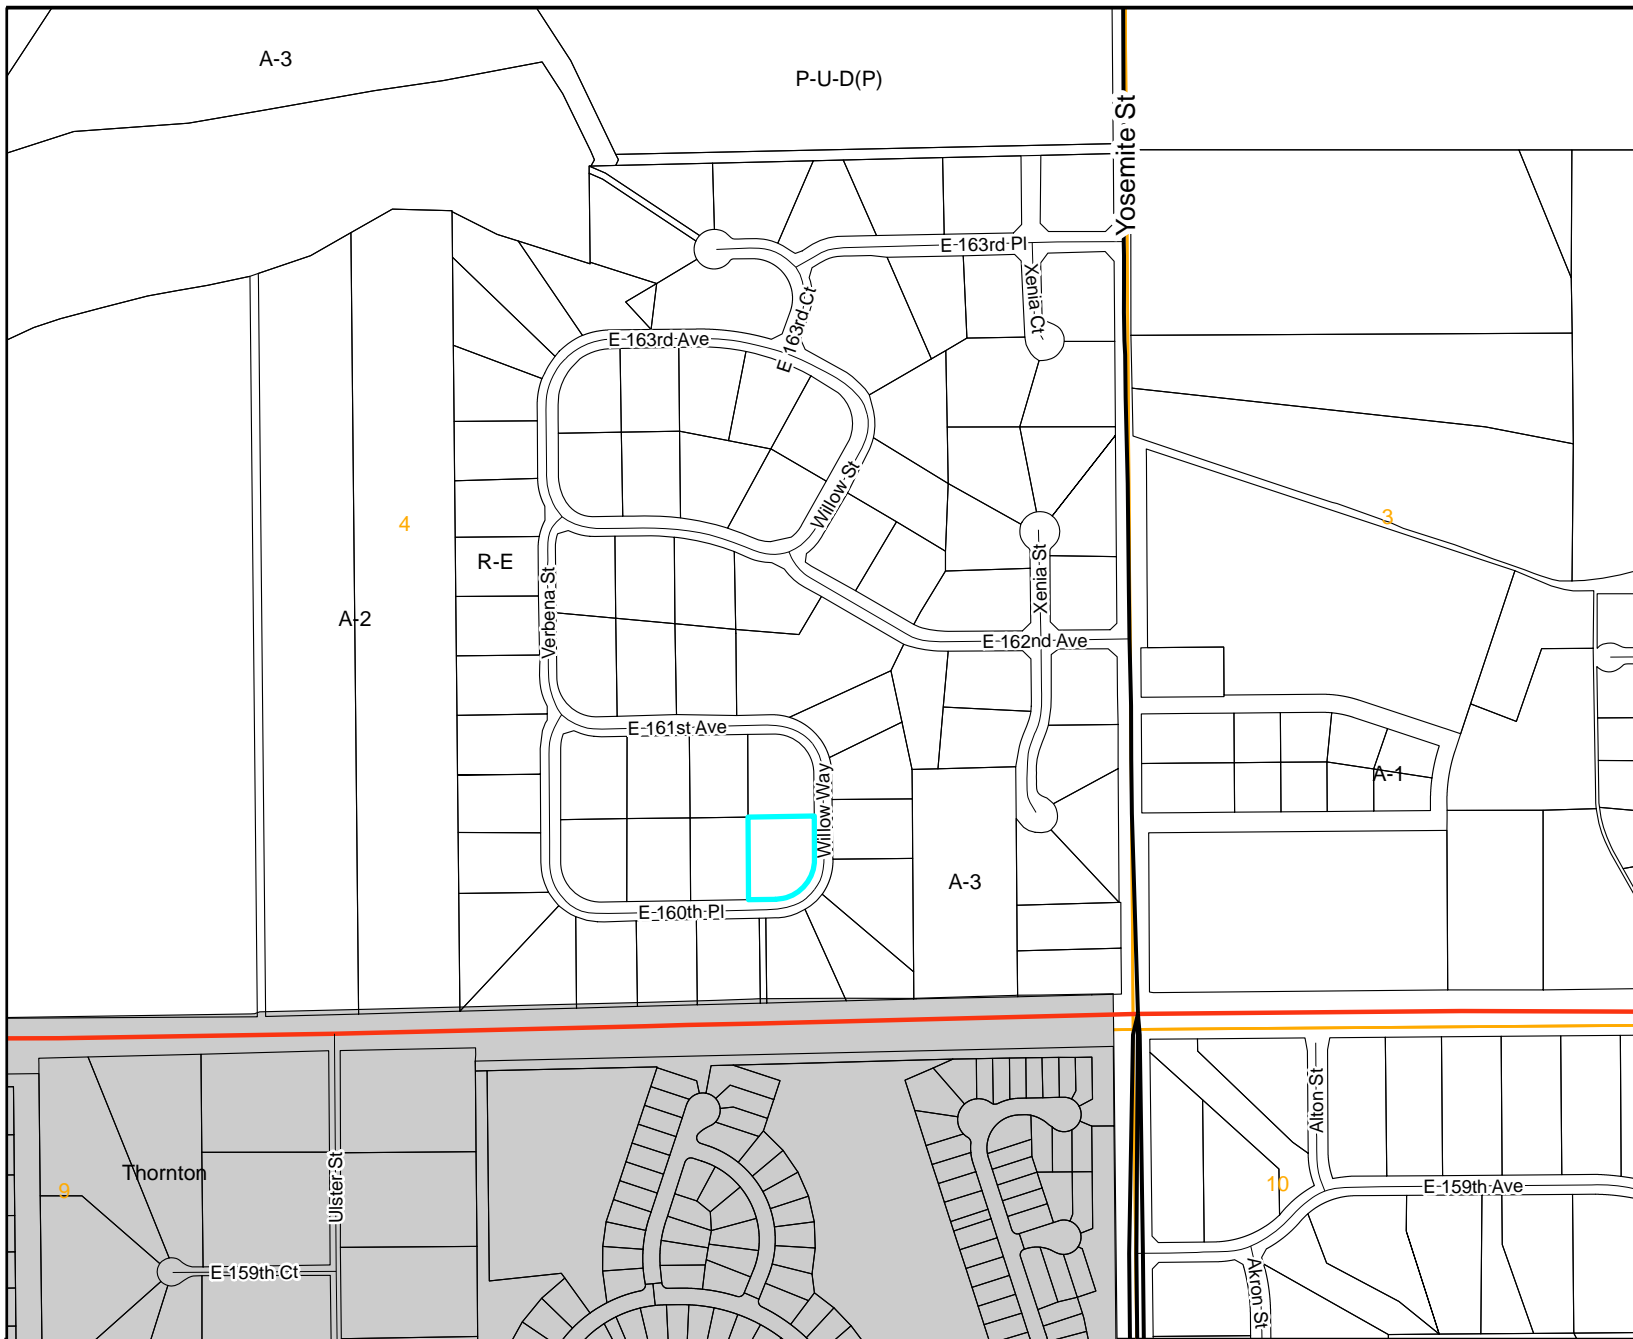 A-3
P-U-D(P)
Yosemite St
E 163rd Pl
Xenia Ct
E 163rd Ct
E 163rd Ave
Willow St
4
3
R-E
Verbena St
Xenia St
A-2
E 162nd Ave
E 161st Ave
Willow Way
A-1
A-3
E 160th Pl
Alton St
Thornton
9
Ulster St
10
E 159th Ave
E 159th Ct
Akron St